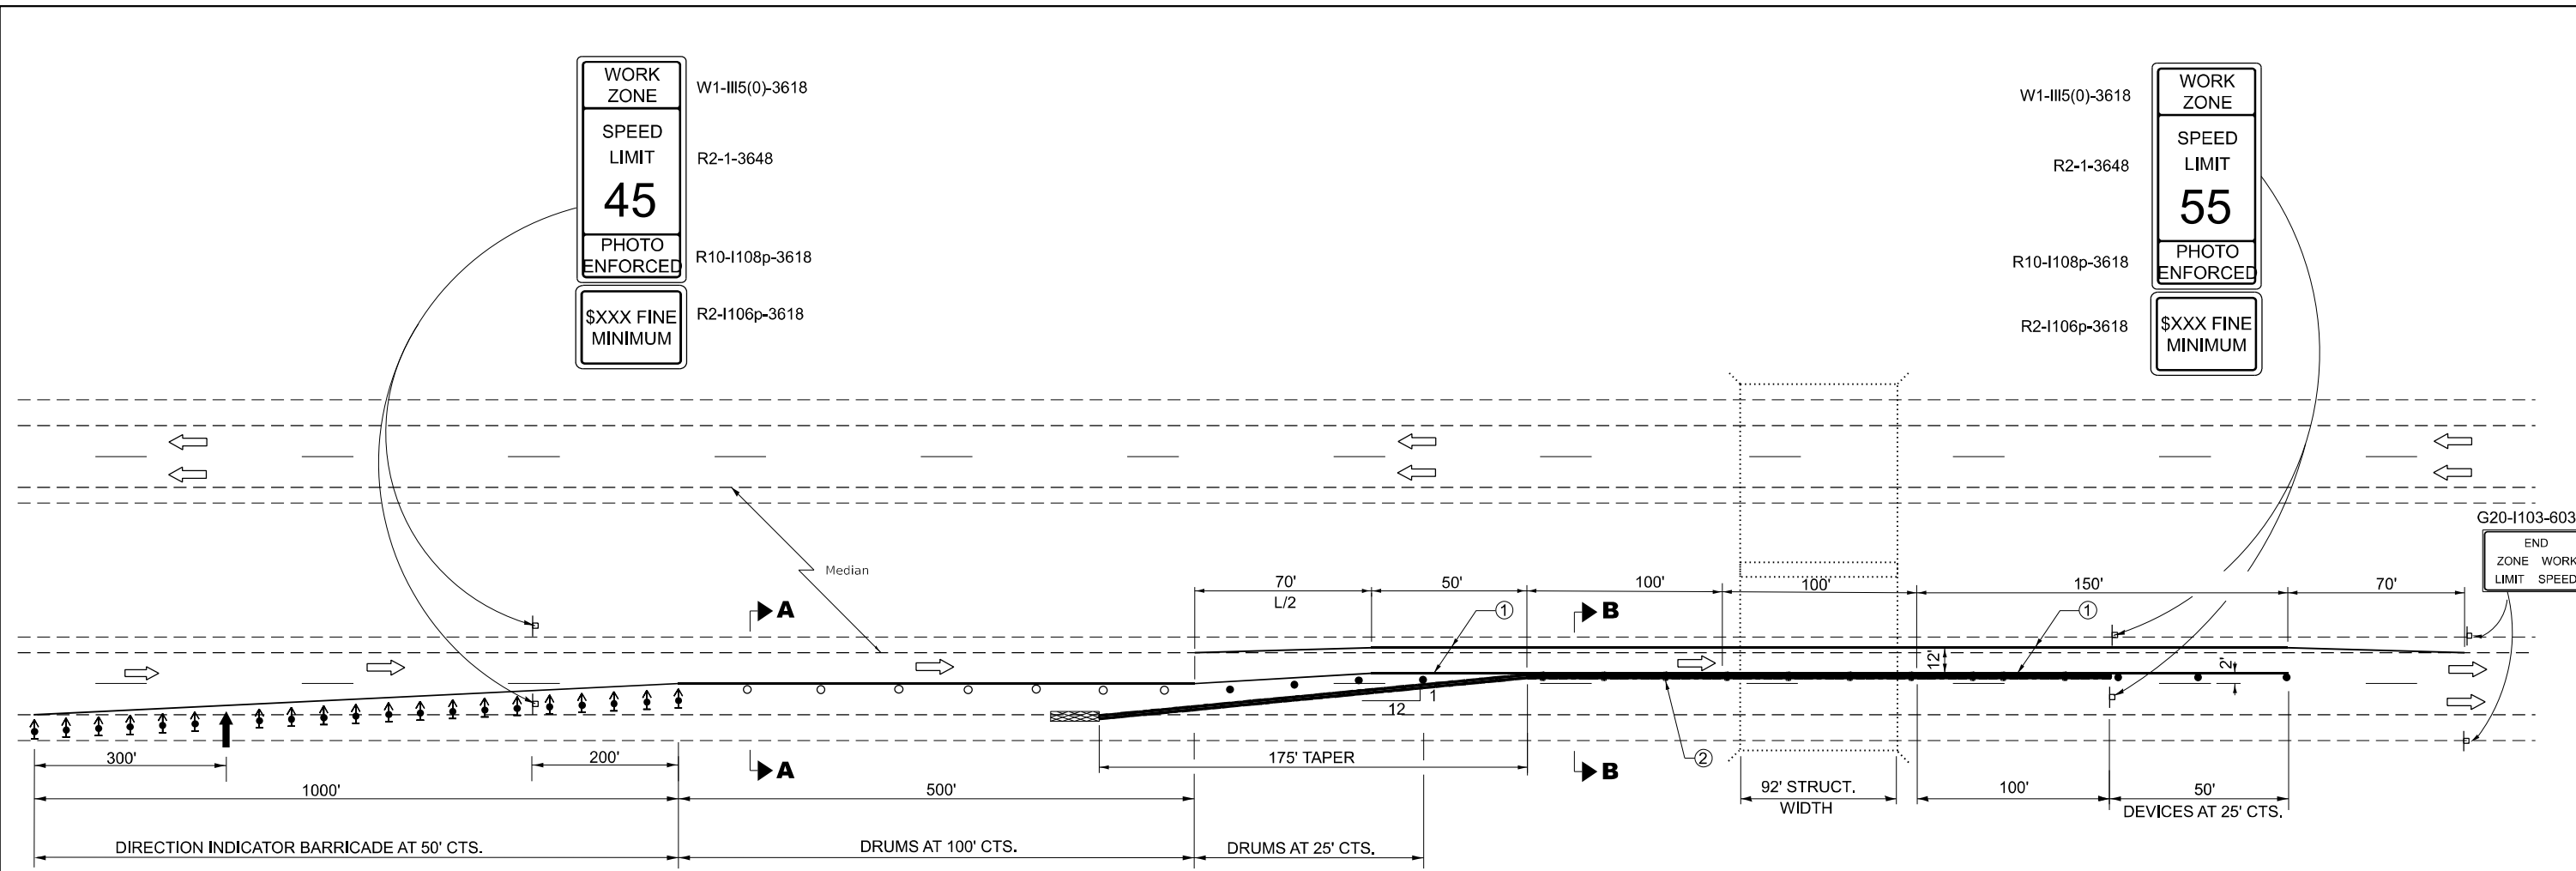 WORK
ZONE
SPEED
LIMIT
45
PHOTO
ENFORCED
$XXX FINE
MINIMUM
W1-III5(0)-3618
R2-1-3648
R10-I108p-3618
R2-I106p-3618
W1-III5(0)-3618
R2-1-3648
R10-I108p-3618
R2-I106p-3618
WORK
ZONE
SPEED
LIMIT
55
PHOTO
ENFORCED
$XXX FINE
MINIMUM
G20-I103-603
END
ZONE WORK
LIMIT SPEED
Median
70'
L/2
50'
100'
100'
150'
70'
A
B
1
1
12'
2'
1
12
2
A
B
300'
200'
175' TAPER
1000'
500'
92' STRUCT.
WIDTH
100'
50'
DEVICES AT 25' CTS.
DIRECTION INDICATOR BARRICADE AT 50' CTS.
DRUMS AT 100' CTS.
DRUMS AT 25' CTS.